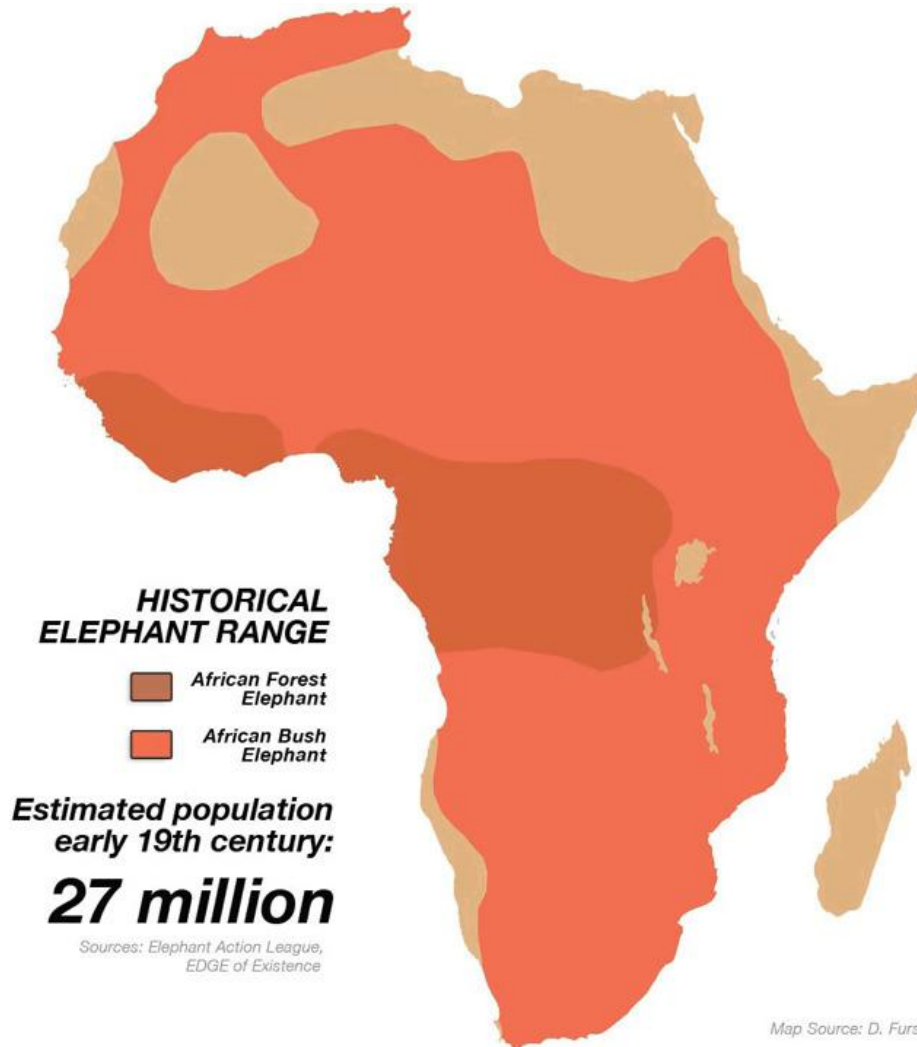 HISTORICAL
ELEPHANT RANGE
African Forest
Elephant
African Bush
Elephant
Estimated population
early 19th century:
27 million
Sources: Elephant Action League,
EDGE of Existence
Map Source: D. Furs